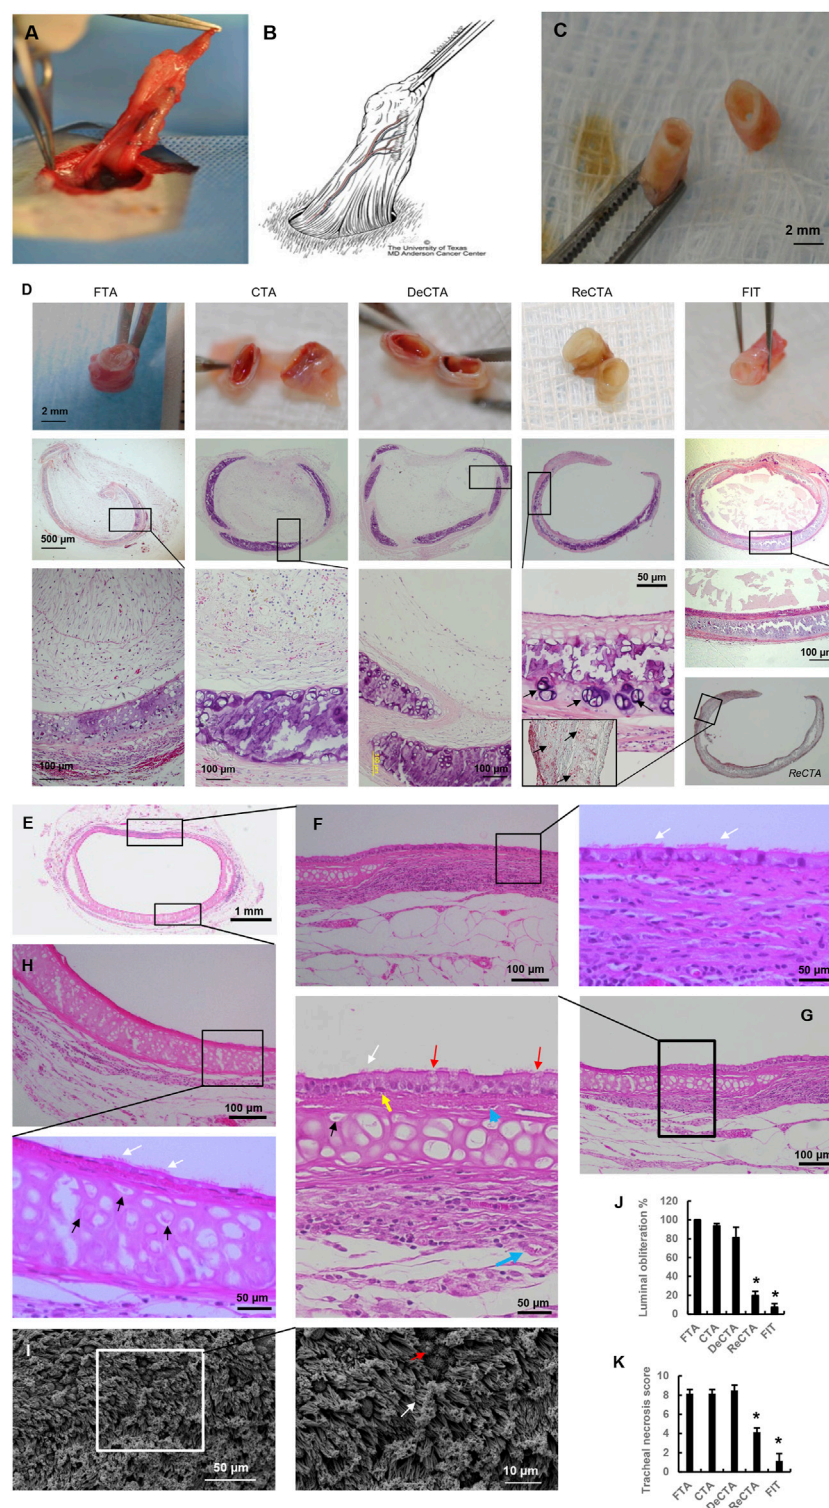 A
B
C
©
The University of Texas
MD Anderson Cancer Center
2 mm
D
FTA
CTA
DeCTA
ReCTA
FIT
2 mm
500 µm
50 µm
100 µm
100 µm
100 µm
100 µm
ReCTA
E
1 mm
F
100 µm
50 µm
H
100 µm
G
100 µm
50 µm
50 µm
J
Luminal obliteration %
120
100
80
60
40
20
0
* *
FTA
CTA
DeCTA
ReCTA
FIT
I
50 µm
10 µm
K
Tracheal necrosis score
10
8
6
4
2
0
* *
FTA
CTA
DeCTA
ReCTA
FIT